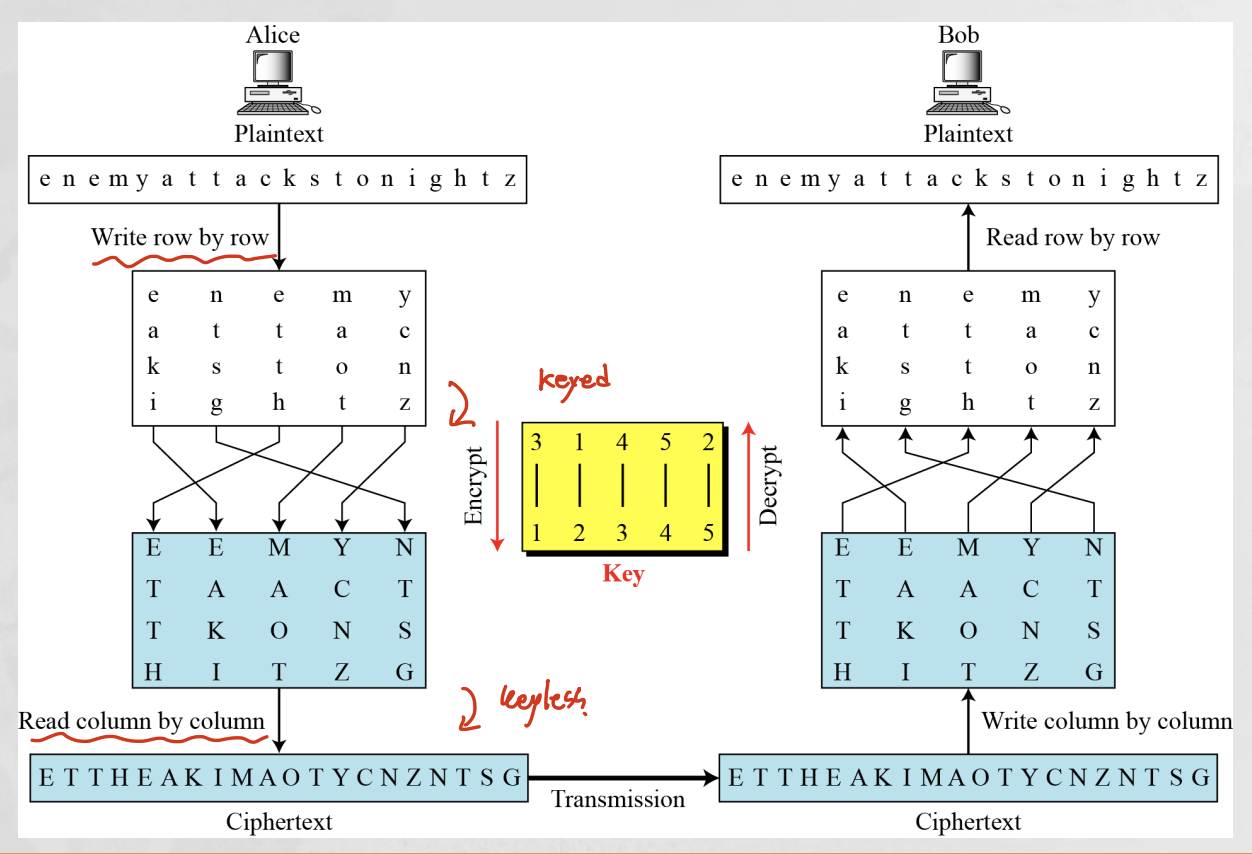 Alice
Plaintext
e n e m y a t t a c k s t o n i g h t z
Write row by row
e n e m y
a t t a c
k s t o n
i g h t z
E E M Y N
T A A C T
T K O N S
H I T Z G
Read column by column
E T T H E A K I M A O T Y C N Z N T S G
Ciphertext
keyed
Encrypt
3 1 4 5 2
1 2 3 4 5
Decrypt
Key
keyless
Transmission
Bob
Plaintext
e n e m y a t t a c k s t o n i g h t z
Read row by row
e n e m y
a t t a c
k s t o n
i g h t z
E E M Y N
T A A C T
T K O N S
H I T Z G
Write column by column
E T T H E A K I M A O T Y C N Z N T S G
Ciphertext